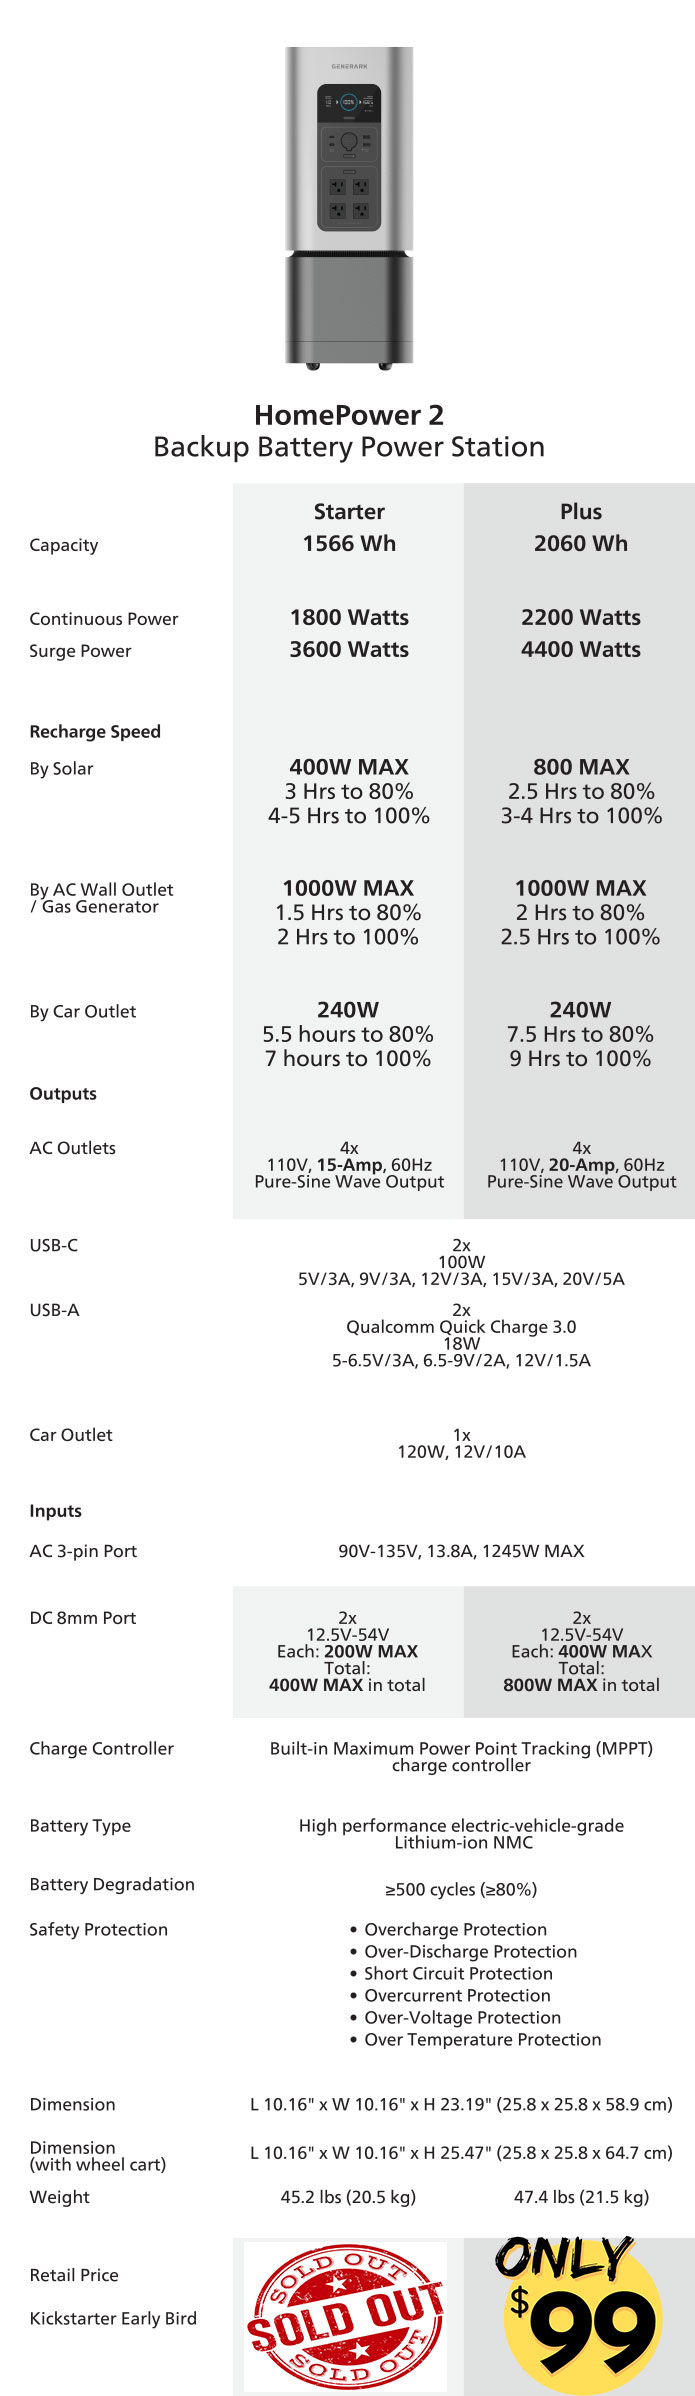 GENERARK
100%
HomePower 2
Backup Battery Power Station
Starter
Plus
Capacity
1566 Wh
2060 Wh
Continuous Power
1800 Watts
2200 Watts
Surge Power
3600 Watts
4400 Watts
Recharge Speed
By Solar
400W MAX
3 Hrs to 80%
4-5 Hrs to 100%
800 MAX
2.5 Hrs to 80%
3-4 Hrs to 100%
By AC Wall Outlet
/ Gas Generator
1000W MAX
1.5 Hrs to 80%
2 Hrs to 100%
1000W MAX
2 Hrs to 80%
2.5 Hrs to 100%
By Car Outlet
240W
5.5 hours to 80%
7 hours to 100%
240W
7.5 Hrs to 80%
9 Hrs to 100%
Outputs
AC Outlets
4x
110V, 15-Amp, 60Hz
Pure-Sine Wave Output
4x
110V, 20-Amp, 60Hz
Pure-Sine Wave Output
USB-C
2x
100W
5V/3A, 9V/3A, 12V/3A, 15V/3A, 20V/5A
USB-A
2x
Qualcomm Quick Charge 3.0
18W
5-6.5V/3A, 6.5-9V/2A, 12V/1.5A
Car Outlet
1x
120W, 12V/10A
Inputs
AC 3-pin Port
90V-135V, 13.8A, 1245W MAX
DC 8mm Port
2x
12.5V-54V
Each: 200W MAX
Total:
400W MAX in total
2x
12.5V-54V
Each: 400W MAX
Total:
800W MAX in total
Charge Controller
Built-in Maximum Power Point Tracking (MPPT)
charge controller
Battery Type
High performance electric-vehicle-grade
Lithium-ion NMC
Battery Degradation
≥500 cycles (≥80%)
Safety Protection
• Overcharge Protection
• Over-Discharge Protection
• Short Circuit Protection
• Overcurrent Protection
• Over-Voltage Protection
• Over Temperature Protection
Dimension
L 10.16" x W 10.16" x H 23.19" (25.8 x 25.8 x 58.9 cm)
Dimension
(with wheel cart)
L 10.16" x W 10.16" x H 25.47" (25.8 x 25.8 x 64.7 cm)
Weight
45.2 lbs (20.5 kg)
47.4 lbs (21.5 kg)
Retail Price
Kickstarter Early Bird
SOLD OUT
SOLD OUT
SOLD OUT
ONLY
$99